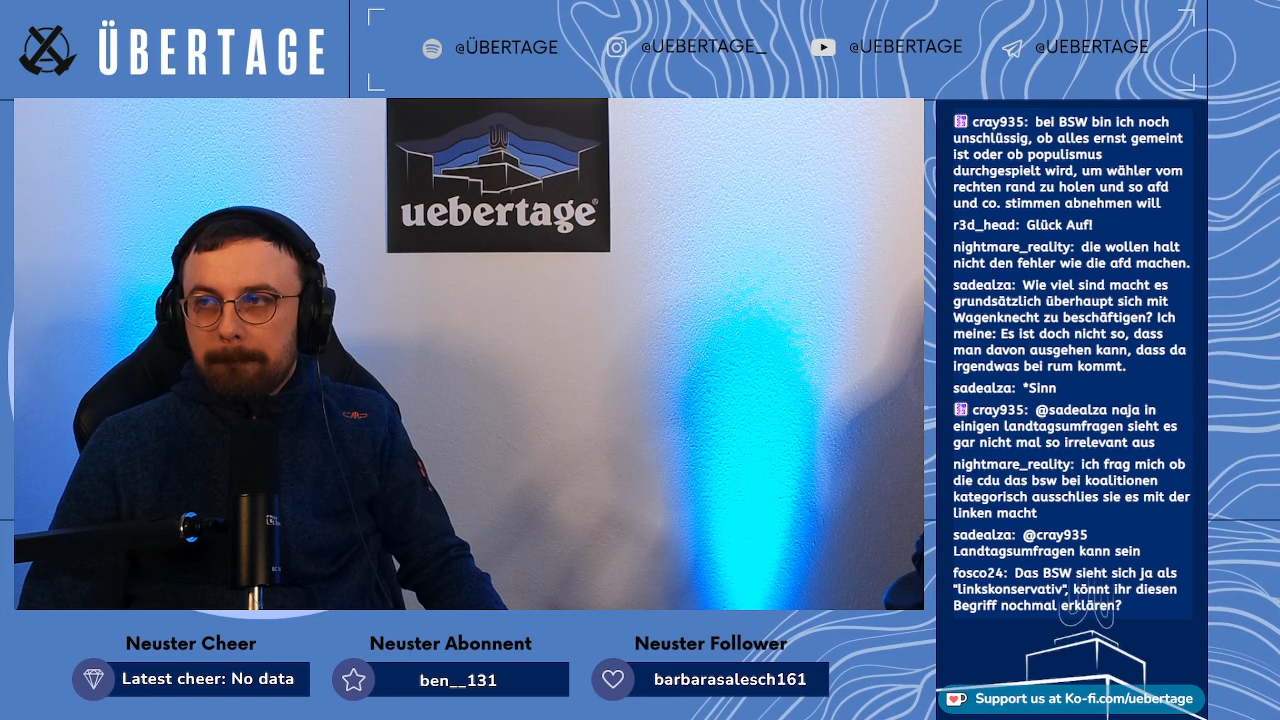 ÜBERTAGE
@ÜBERTAGE
@UEBERTAGE_
@UEBERTAGE
@UEBERTAGE
uebertage®
cray935: bei BSW bin ich noch
unschlüssig, ob alles ernst gemeint
ist oder ob populismus
durchgespielt wird, um wähler vom
rechten rand zu holen und so afd
und co. stimmen abnehmen will
r3d_head: Glück Auf!
nightmare_reality: die wollen halt
nicht den fehler wie die afd machen.
sadealza: Wie viel sind macht es
grundsätzlich überhaupt sich mit
Wagenknecht zu beschäftigen? Ich
meine: Es ist doch nicht so, dass
man davon ausgehen kann, dass da
irgendwas bei rum kommt.
sadealza: *Sinn
cray935: @sadealza naja in
einigen landtagsumfragen sieht es
gar nicht mal so irrelevant aus
nightmare_reality: ich frag mich ob
die cdu das bsw bei koalitionen
kategorisch ausschlies sie es mit der
linken macht
sadealza: @cray935
Landtagsumfragen kann sein
fosco24: Das BSW sieht sich ja als
"linkskonservativ", könnt ihr diesen
Begriff nochmal erklären?
Neuster Cheer
Latest cheer: No data
Neuster Abonnent
ben__131
Neuster Follower
barbarasalesch161
Support us at Ko-fi.com/uebertage